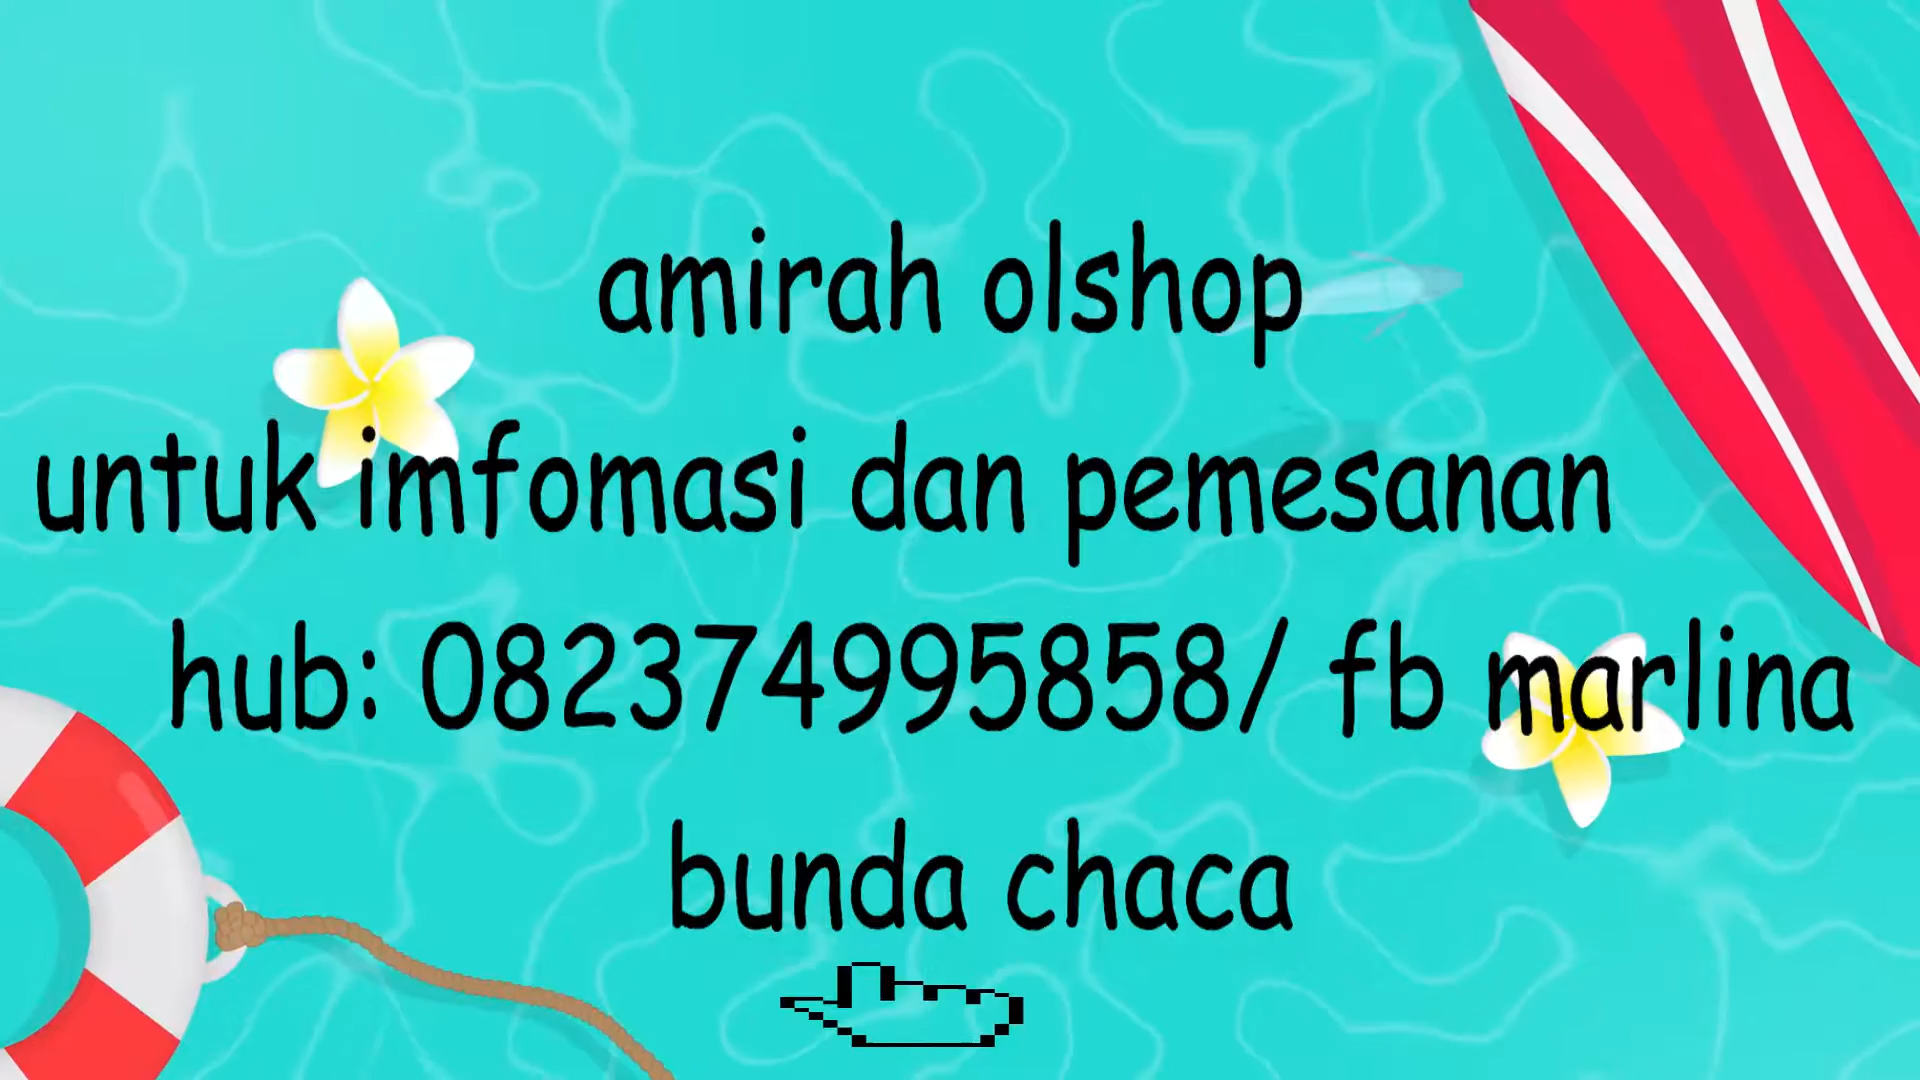 amirah olshop
untuk imfomasi dan pemesanan
hub: 082374995858/ fb marlina
bunda chaca